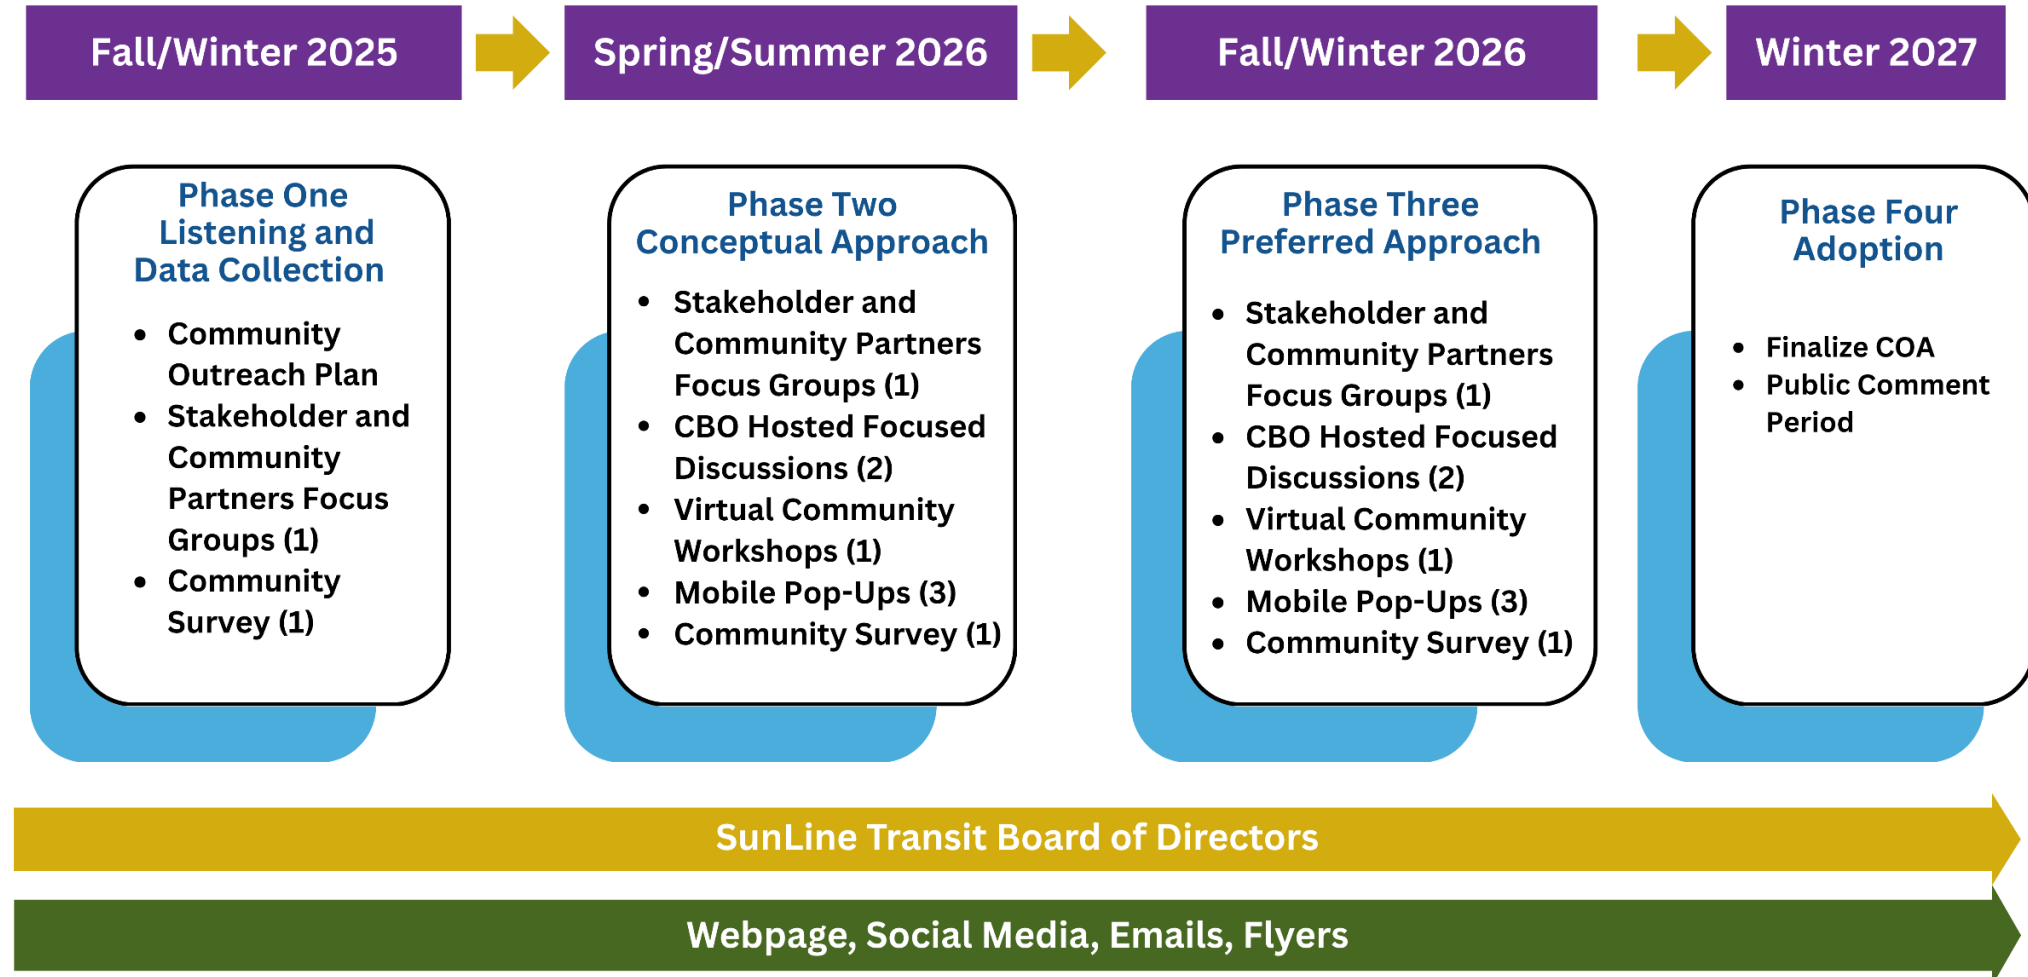 Fall/Winter 2025
Spring/Summer 2026
Fall/Winter 2026
Winter 2027
Phase One
Listening and
Data Collection
• Community
Outreach Plan
• Stakeholder and
Community
Partners Focus
Groups (1)
• Community
Survey (1)
Phase Two
Conceptual Approach
• Stakeholder and
Community Partners
Focus Groups (1)
• CBO Hosted Focused
Discussions (2)
• Virtual Community
Workshops (1)
• Mobile Pop-Ups (3)
• Community Survey (1)
Phase Three
Preferred Approach
• Stakeholder and
Community Partners
Focus Groups (1)
• CBO Hosted Focused
Discussions (2)
• Virtual Community
Workshops (1)
• Mobile Pop-Ups (3)
• Community Survey (1)
Phase Four
Adoption
• Finalize COA
• Public Comment
Period
SunLine Transit Board of Directors
Webpage, Social Media, Emails, Flyers